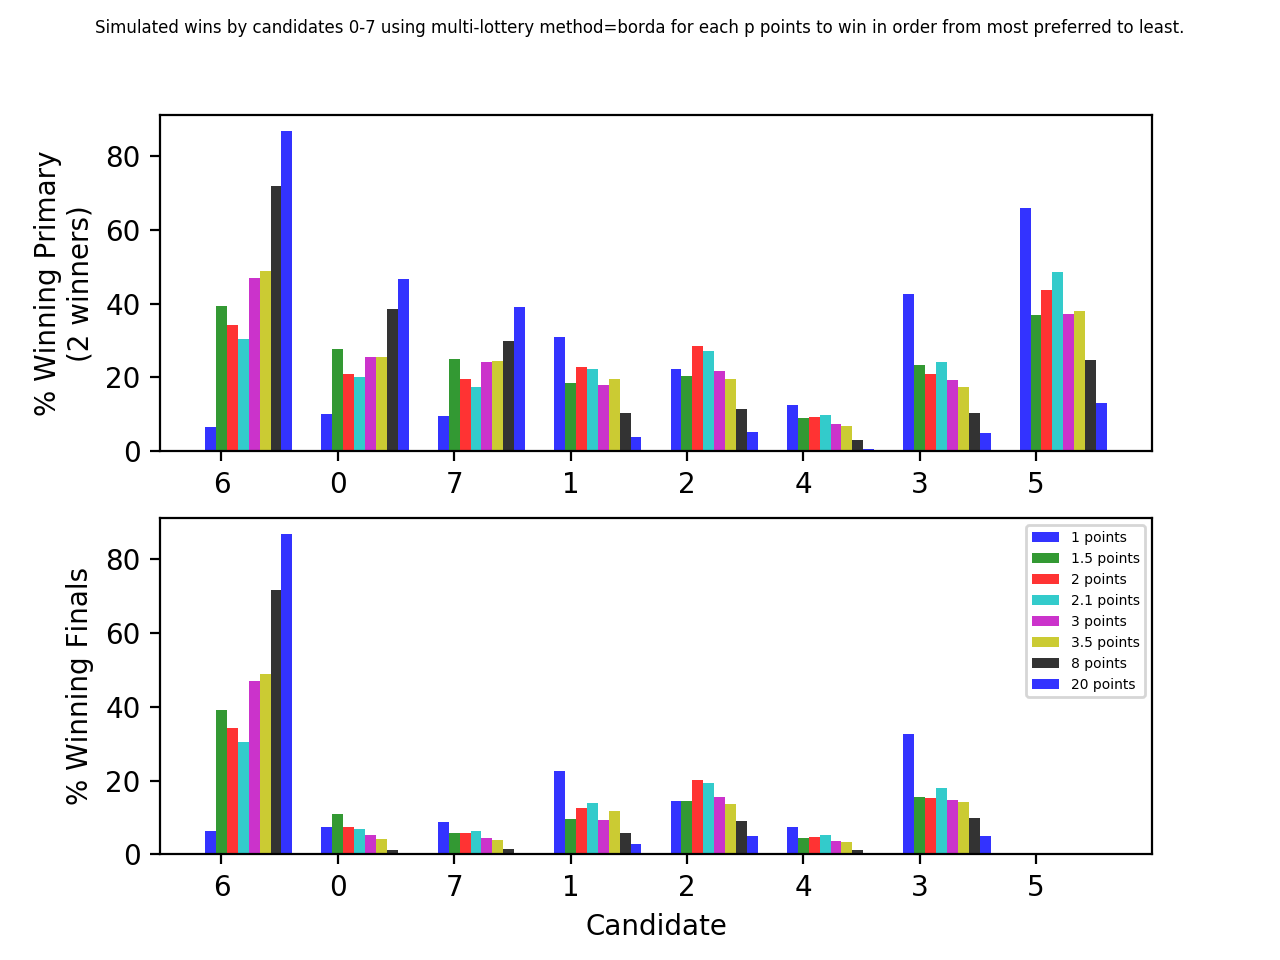 Simulated wins by candidates 0-7 using multi-lottery method=borda for each p points to win in order from most preferred to least.
% Winning Primary
(2 winners)
80
60
40
20
0
6 0 7 1 2 4 3 5
% Winning Finals
80
60
40
20
0
1 points
1.5 points
2 points
2.1 points
3 points
3.5 points
8 points
20 points
6 0 7 1 2 4 3 5
Candidate